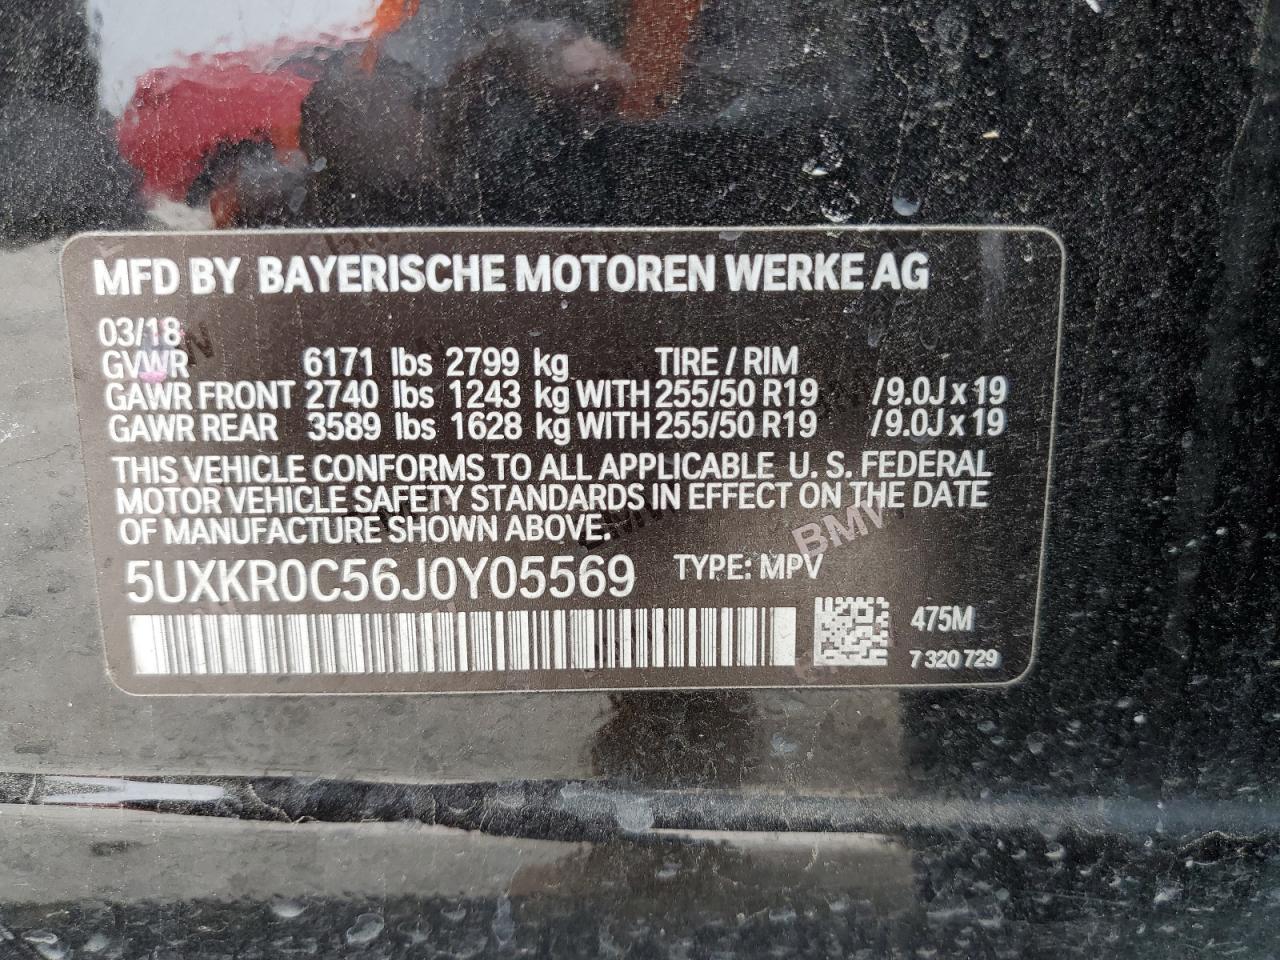 MFD BY BAYERISCHE MOTOREN WERKE AG
03/18
GVWR 6171 lbs 2799 kg TIRE / RIM
GAWR FRONT 2740 lbs 1243 kg WITH 255/50 R19 /9.0J x 19
GAWR REAR 3589 lbs 1628 kg WITH 255/50 R19 /9.0J x 19
THIS VEHICLE CONFORMS TO ALL APPLICABLE U. S. FEDERAL
MOTOR VEHICLE SAFETY STANDARDS IN EFFECT ON THE DATE
OF MANUFACTURE SHOWN ABOVE.
BMW
5UXKR0C56J0Y05569 TYPE: MPV
475M
7 320 729